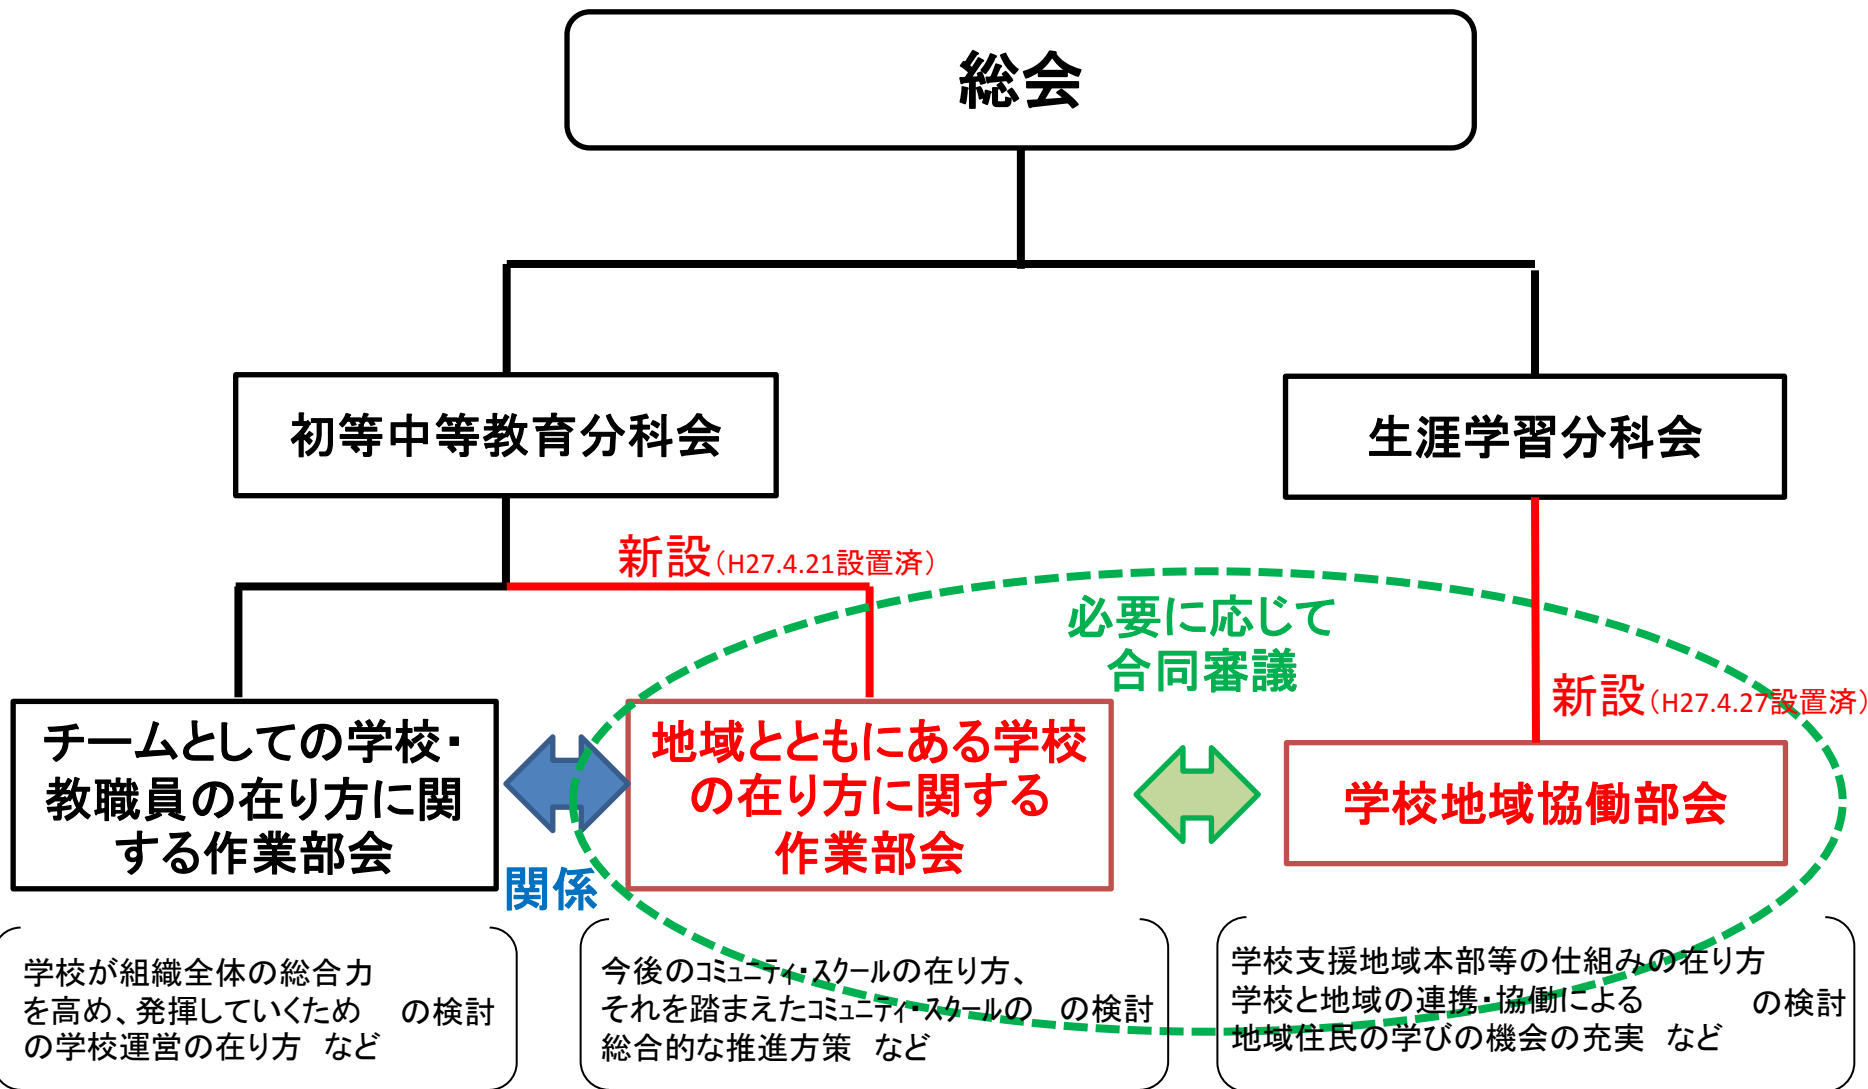 総会
初等中等教育分科会
生涯学習分科会
新設(H27.4.21設置済)
必要に応じて
合同審議
新設(H27.4.27設置済)
チームとしての学校・
教職員の在り方に関
する作業部会
関係
地域とともにある学校
の在り方に関する
作業部会
学校地域協働部会
学校が組織全体の総合力
を高め、発揮していくため
の学校運営の在り方 など
の検討
今後のコミュニティ・スクールの在り方、
それを踏まえたコミュニティ・スクールの
総合的な推進方策 など
の検討
学校支援地域本部等の仕組みの在り方
学校と地域の連携・協働による
地域住民の学びの機会の充実 など
の検討